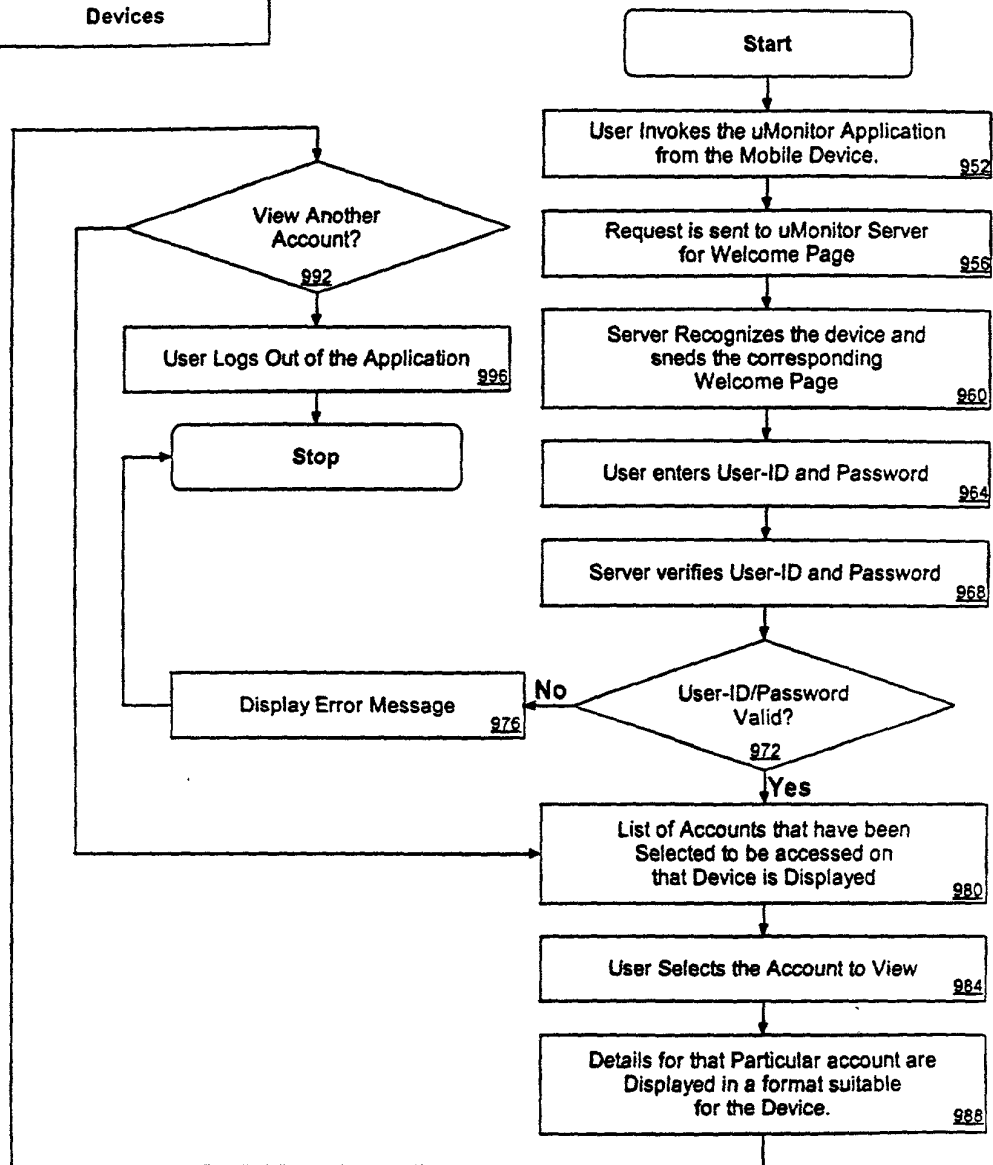 Devices
Start
User Invokes the uMonitor Application
from the Mobile Device.
952
Request is sent to uMonitor Server
for Welcome Page
956
Server Recognizes the device and
sneds the corresponding
Welcome Page
960
User enters User-ID and Password
964
Server verifies User-ID and Password
968
User-ID/Password
Valid?
972
No
Display Error Message
976
Yes
List of Accounts that have been
Selected to be accessed on
that Device is Displayed
980
User Selects the Account to View
984
Details for that Particular account are
Displayed in a format suitable
for the Device.
988
View Another
Account?
992
User Logs Out of the Application
996
Stop